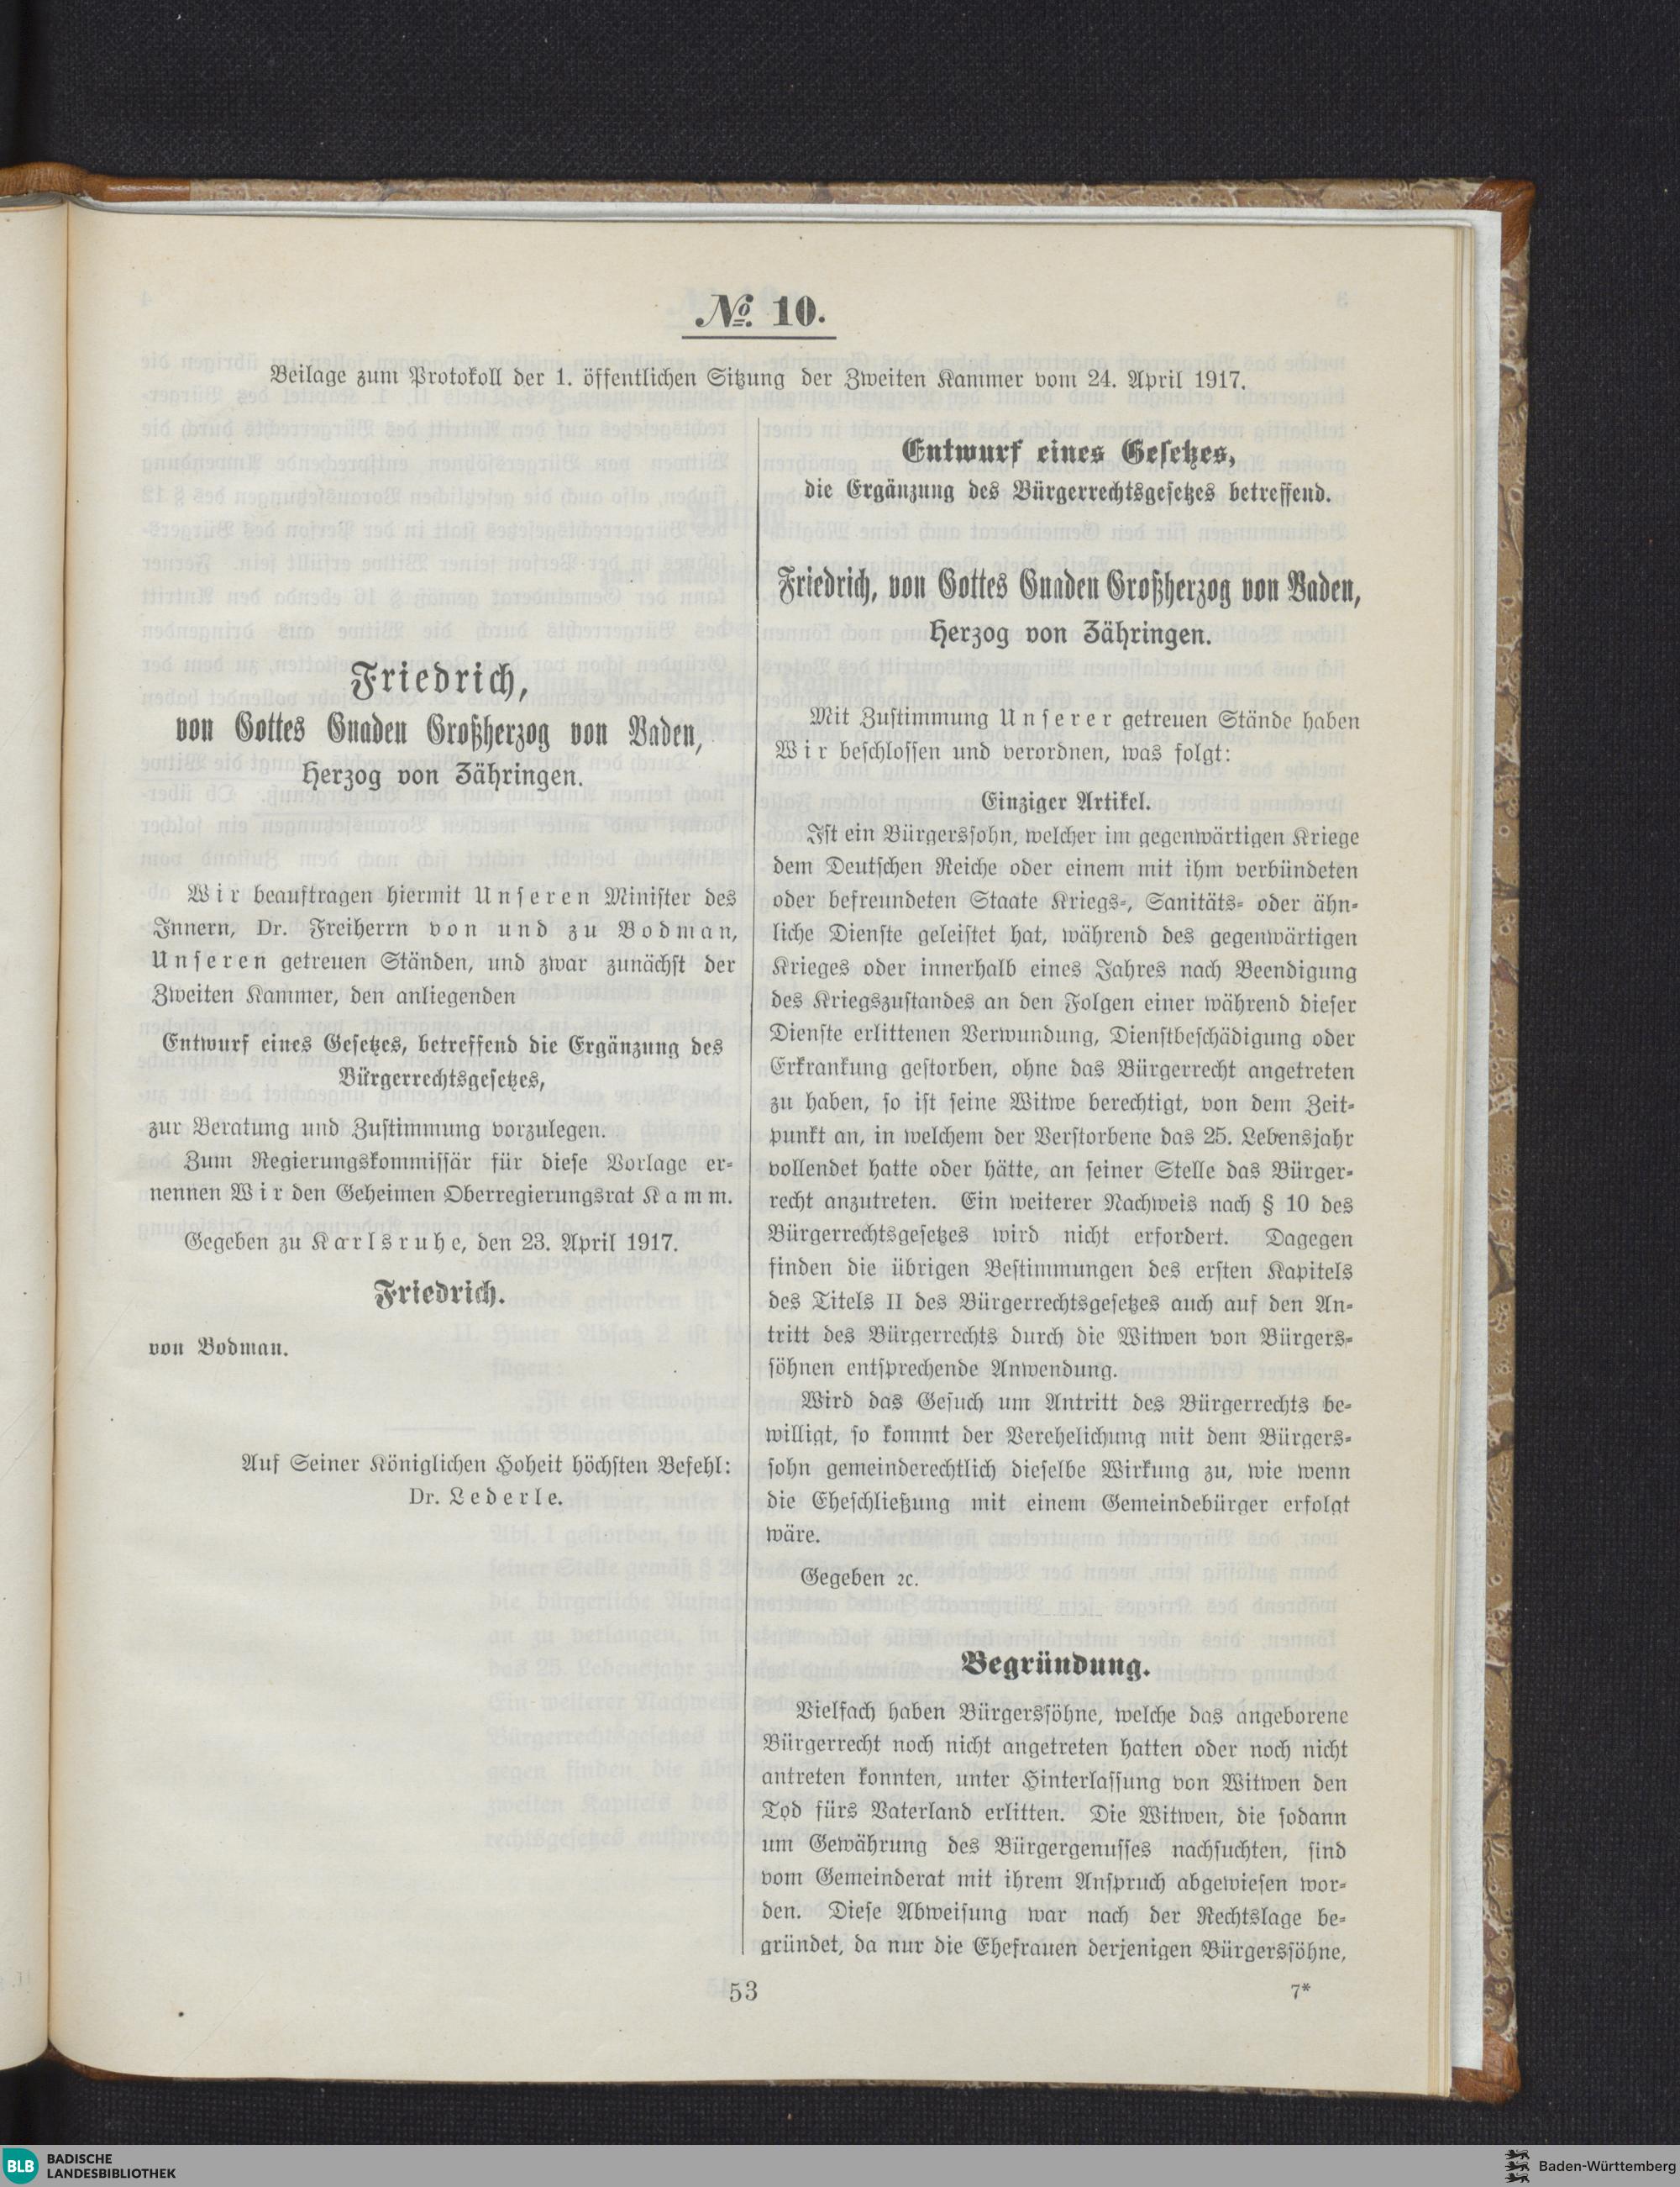 No. 10.
Beilage zum Protokoll der 1. öffentlichen Sitzung der Zweiten Kammer vom 24. April 1917.
Friedrich,
von Gottes Gnaden Großherzog von Baden,
Herzog von Zähringen.
Wir beauftragen hiermit Unseren Minister des
Innern, Dr. Freiherrn von und zu Bodman,
Unseren getreuen Ständen, und zwar zunächst der
Zweiten Kammer, den anliegenden
Entwurf eines Gesetzes, betreffend die Ergänzung des
Bürgerrechtsgesetzes,
zur Beratung und Zustimmung vorzulegen.
Zum Regierungskommissär für diese Vorlage er-
nennen Wir den Geheimen Oberregierungsrat Kamm.
Gegeben zu Karlsruhe, den 23. April 1917.
Friedrich.
von Bodman.
Auf Seiner Königlichen Hoheit höchsten Befehl:
Dr. Lederle.
Entwurf eines Gesetzes,
die Ergänzung des Bürgerrechtsgesetzes betreffend.
Friedrich, von Gottes Gnaden Großherzog von Baden,
Herzog von Zähringen.
Mit Zustimmung Unserer getreuen Stände haben
Wir beschlossen und verordnen, was folgt:
Einziger Artikel.
Ist ein Bürgerssohn, welcher im gegenwärtigen Kriege
dem Deutschen Reiche oder einem mit ihm verbündeten
oder befreundeten Staate Kriegs-, Sanitäts- oder ähn-
liche Dienste geleistet hat, während des gegenwärtigen
Krieges oder innerhalb eines Jahres nach Beendigung
des Kriegszustandes an den Folgen einer während dieser
Dienste erlittenen Verwundung, Dienstbeschädigung oder
Erkrankung gestorben, ohne das Bürgerrecht angetreten
zu haben, so ist seine Witwe berechtigt, von dem Zeit-
punkt an, in welchem der Verstorbene das 25. Lebensjahr
vollendet hatte oder hätte, an seiner Stelle das Bürger-
recht anzutreten. Ein weiterer Nachweis nach § 10 des
Bürgerrechtsgesetzes wird nicht erfordert. Dagegen
finden die übrigen Bestimmungen des ersten Kapitels
des Titels II des Bürgerrechtsgesetzes auch auf den An-
tritt des Bürgerrechts durch die Witwen von Bürgers-
söhnen entsprechende Anwendung.
Wird das Gesuch um Antritt des Bürgerrechts be-
willigt, so kommt der Verehelichung mit dem Bürgers-
sohn gemeinderechtlich dieselbe Wirkung zu, wie wenn
die Eheschließung mit einem Gemeindebürger erfolgt
wäre.
Gegeben ꝛc.
Begründung.
Vielfach haben Bürgerssöhne, welche das angeborene
Bürgerrecht noch nicht angetreten hatten oder noch nicht
antreten konnten, unter Hinterlassung von Witwen den
Tod fürs Vaterland erlitten. Die Witwen, die sodann
um Gewährung des Bürgergenusses nachsuchten, sind
vom Gemeinderat mit ihrem Anspruch abgewiesen wor-
den. Diese Abweisung war nach der Rechtslage be-
gründet, da nur die Ehefrauen derjenigen Bürgerssöhne,
53
7*
BLB
BADISCHE
LANDESBIBLIOTHEK
Baden-Württemberg